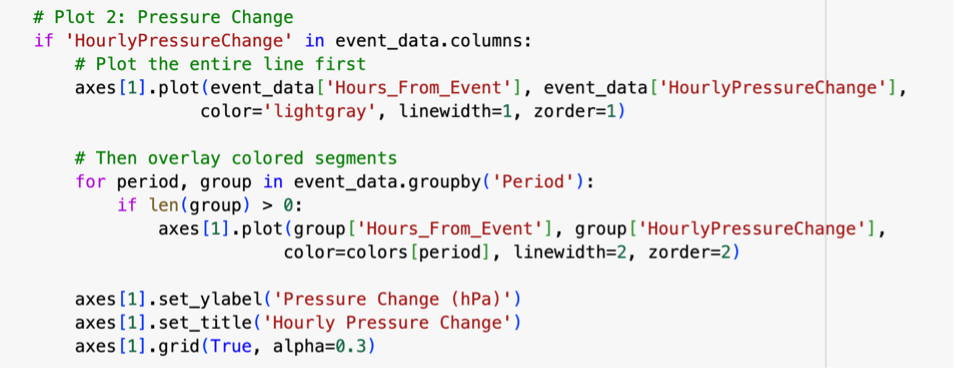 # Plot 2: Pressure Change
if 'HourlyPressureChange' in event_data.columns:
    # Plot the entire line first
    axes[1].plot(event_data['Hours_From_Event'], event_data['HourlyPressureChange'],
                color='lightgray', linewidth=1, zorder=1)

    # Then overlay colored segments
    for period, group in event_data.groupby('Period'):
        if len(group) > 0:
            axes[1].plot(group['Hours_From_Event'], group['HourlyPressureChange'],
                        color=colors[period], linewidth=2, zorder=2)

    axes[1].set_ylabel('Pressure Change (hPa)')
    axes[1].set_title('Hourly Pressure Change')
    axes[1].grid(True, alpha=0.3)